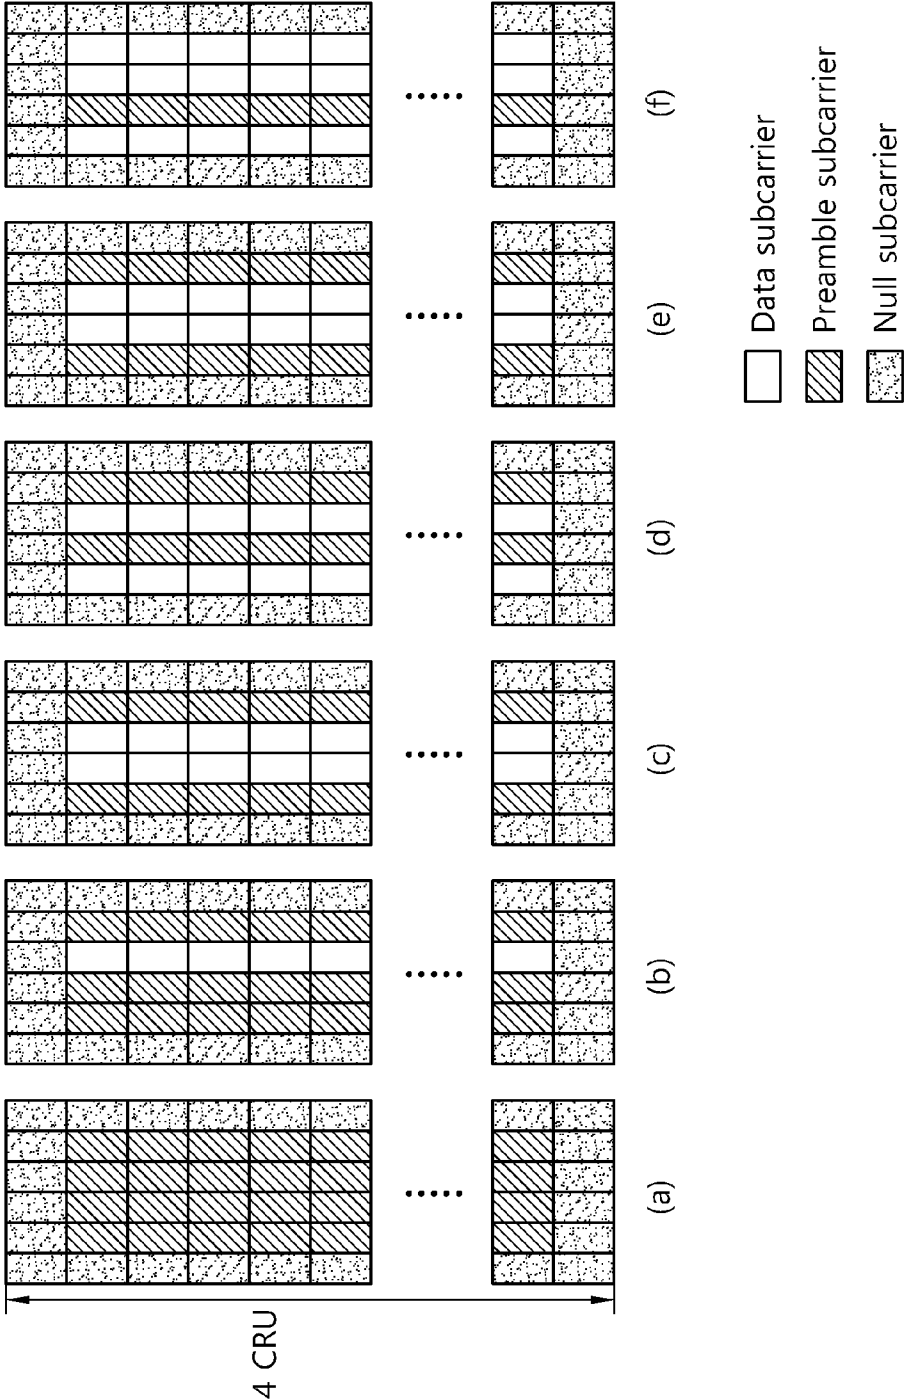 4 CRU
(a)
(b)
(c)
(d)
(e)
(f)
Data subcarrier
Preamble subcarrier
Null subcarrier